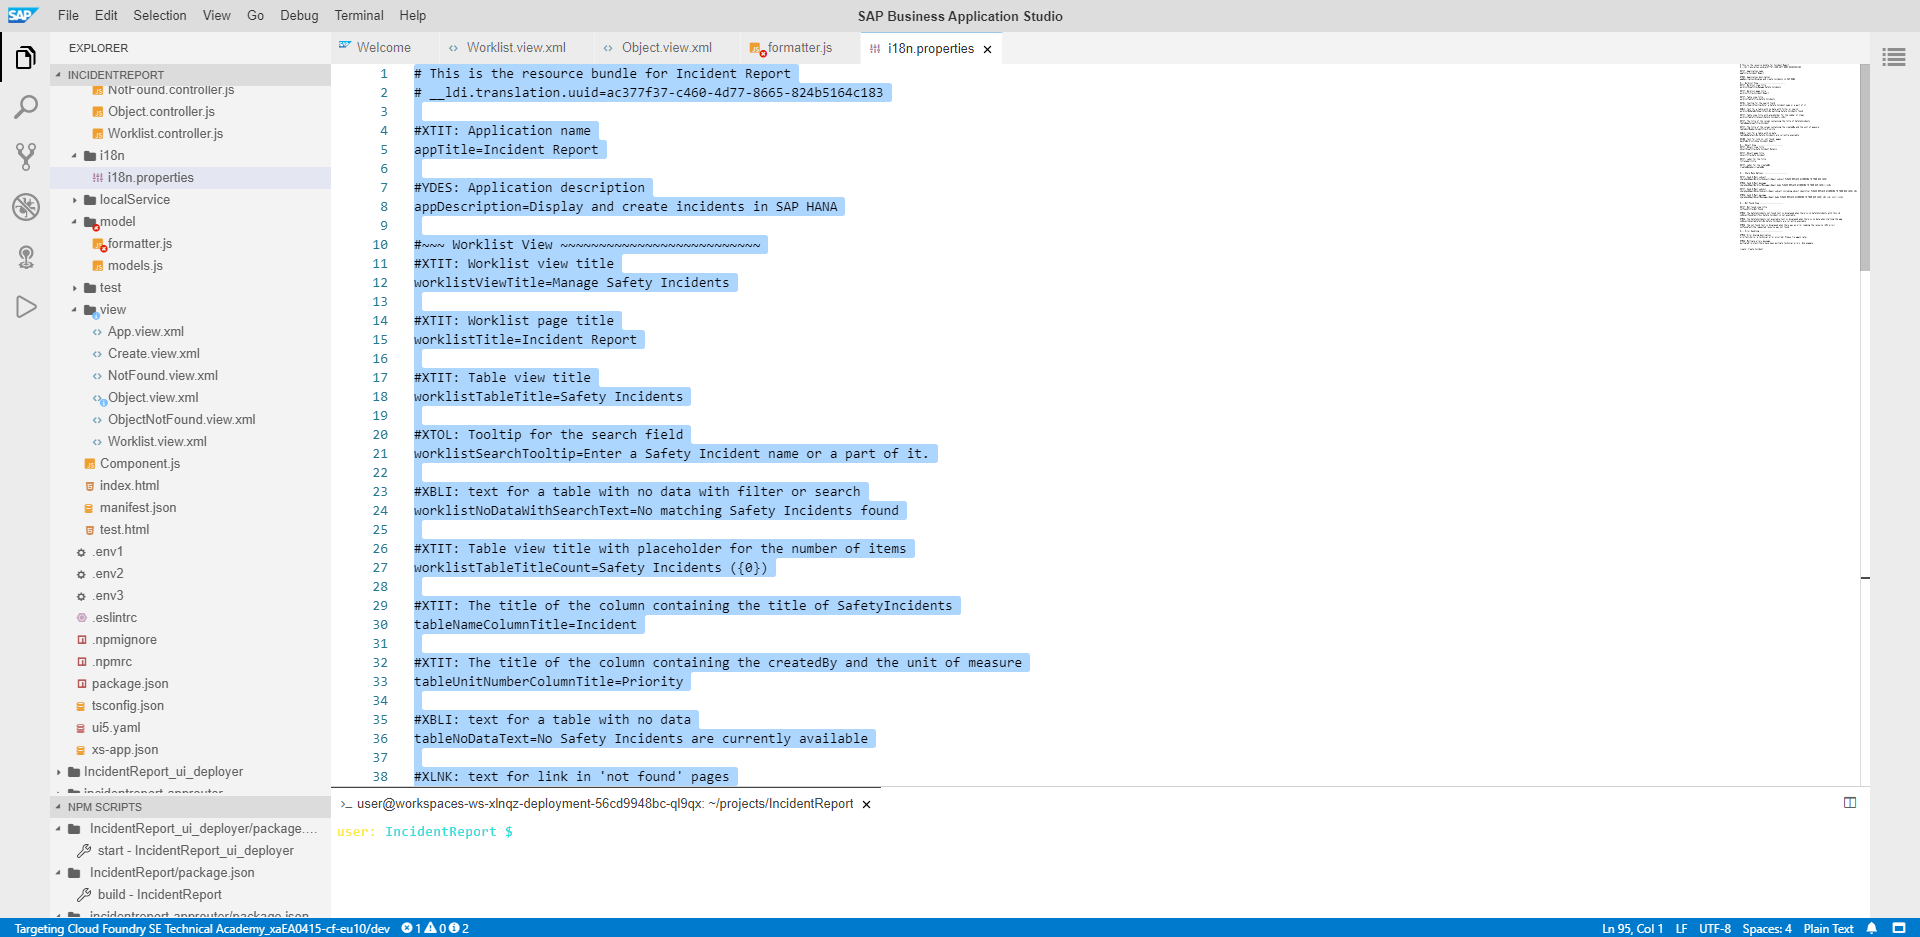 SAP File Edit Selection View Go Debug Terminal Help SAP Business Application Studio
EXPLORER
INCIDENTREPORT
NotFound.controller.js
Object.controller.js
Worklist.controller.js
i18n
i18n.properties
localService
model
formatter.js
models.js
test
view
App.view.xml
Create.view.xml
NotFound.view.xml
Object.view.xml
ObjectNotFound.view.xml
Worklist.view.xml
Component.js
index.html
manifest.json
test.html
.env1
.env2
.env3
.eslintrc
.npmignore
.npmrc
package.json
tsconfig.json
ui5.yaml
xs-app.json
IncidentReport_ui_deployer
incidentreport-approuter
NPM SCRIPTS
IncidentReport_ui_deployer/package....
start - IncidentReport_ui_deployer
IncidentReport/package.json
build - IncidentReport
incidentreport-approuter/package.json
Welcome Worklist.view.xml Object.view.xml formatter.js i18n.properties ×
1 # This is the resource bundle for Incident Report
2 # __ldi.translation.uuid=ac377f37-c460-4d77-8665-824b5164c183
3
4 #XTIT: Application name
5 appTitle=Incident Report
6
7 #YDES: Application description
8 appDescription=Display and create incidents in SAP HANA
9
10 #~~~ Worklist View ~~~~~~~~~~~~~~~~~~~~~~~~~~
11 #XTIT: Worklist view title
12 worklistViewTitle=Manage Safety Incidents
13
14 #XTIT: Worklist page title
15 worklistTitle=Incident Report
16
17 #XTIT: Table view title
18 worklistTableTitle=Safety Incidents
19
20 #XTOL: Tooltip for the search field
21 worklistSearchTooltip=Enter a Safety Incident name or a part of it.
22
23 #XBLI: text for a table with no data with filter or search
24 worklistNoDataWithSearchText=No matching Safety Incidents found
25
26 #XTIT: Table view title with placeholder for the number of items
27 worklistTableTitleCount=Safety Incidents ({0})
28
29 #XTIT: The title of the column containing the title of SafetyIncidents
30 tableNameColumnTitle=Incident
31
32 #XTIT: The title of the column containing the createdBy and the unit of measure
33 tableUnitNumberColumnTitle=Priority
34
35 #XBLI: text for a table with no data
36 tableNoDataText=No Safety Incidents are currently available
37
38 #XLNK: text for link in 'not found' pages
>_ user@workspaces-ws-xlnqz-deployment-56cd9948bc-ql9qx: ~/projects/IncidentReport ×
user: IncidentReport $
Targeting Cloud Foundry SE Technical Academy_xaEA0415-cf-eu10/dev 1 0 2 Ln 95, Col 1 LF UTF-8 Spaces: 4 Plain Text